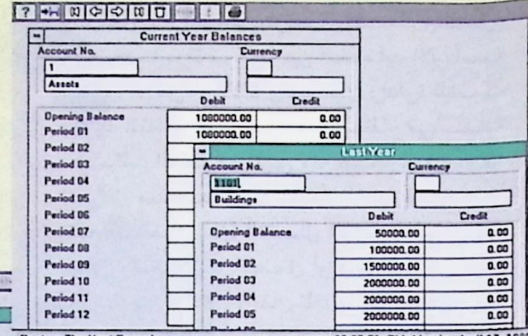 Current Year Balances
Account No. Currency
1
Assets
Debit Credit
Opening Balance 1080000.00 0.00
Period 01 1080000.00 0.00
Period 02
Period 03
Period 04
Period 05
Period 06
Period 07
Period 08
Period 09
Period 10
Period 11
Period 12
Last Year
Account No. Currency
1101
Buildings
Debit Credit
Opening Balance 50000.00 0.00
Period 01 100000.00 0.00
Period 02 1500000.00 0.00
Period 03 2000000.00 0.00
Period 04 2000000.00 0.00
Period 05 2000000.00 0.00